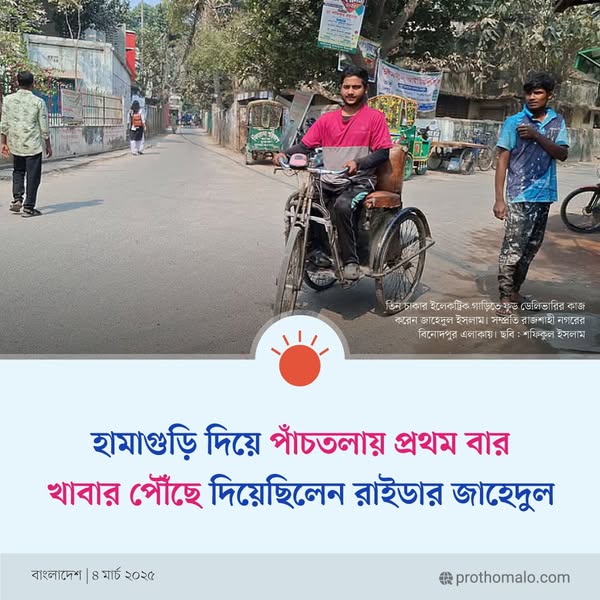 তিন চাকার ইলেকট্রিক গাড়িতে ফুড ডেলিভারির কাজ
করেন জাহেদুল ইসলাম। সম্প্রতি রাজশাহী নগরের
বিনোদপুর এলাকায়। ছবি : শফিকুল ইসলাম
হামাগুড়ি দিয়ে পাঁচতলায় প্রথম বার
খাবার পৌঁছে দিয়েছিলেন রাইডার জাহেদুল
বাংলাদেশ | ৪ মার্চ ২০২৫
prothomalo.com